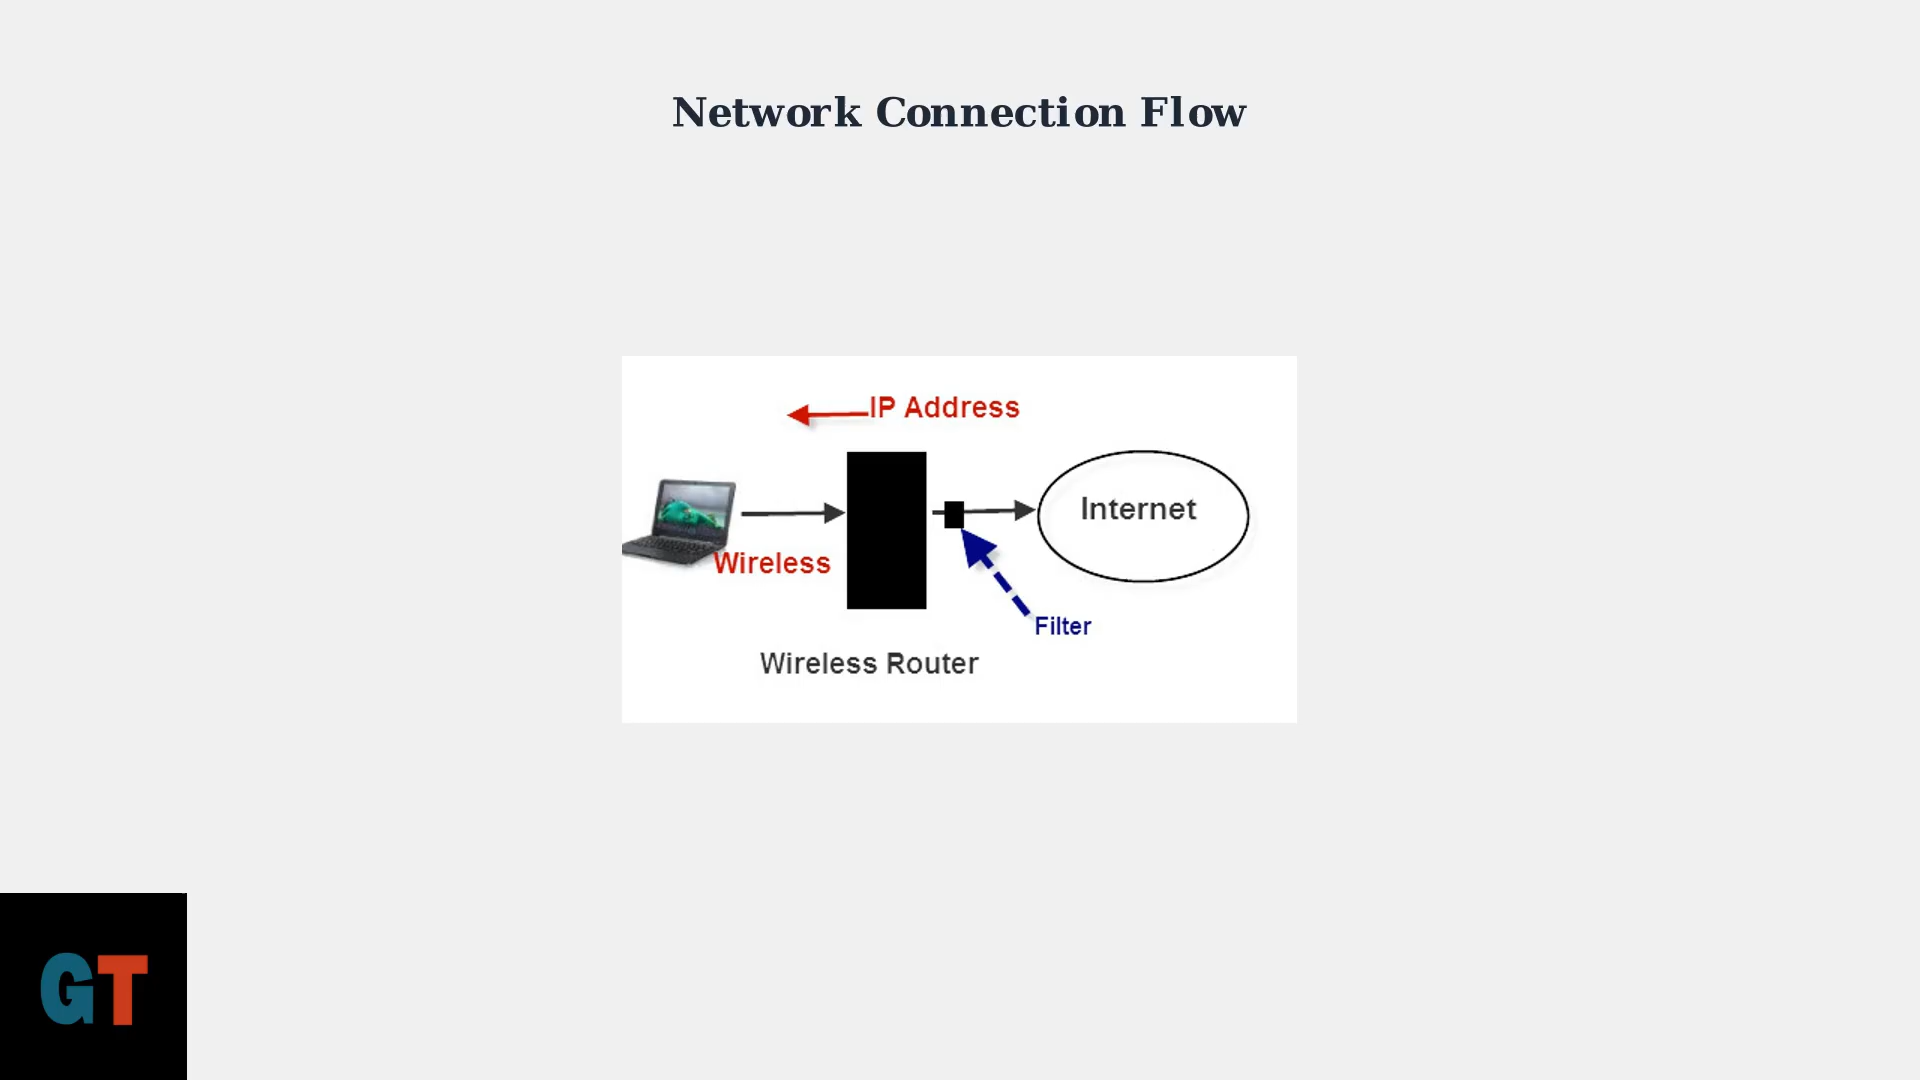 Network Connection Flow
IP Address
Internet
Wireless
Filter
Wireless Router
GT